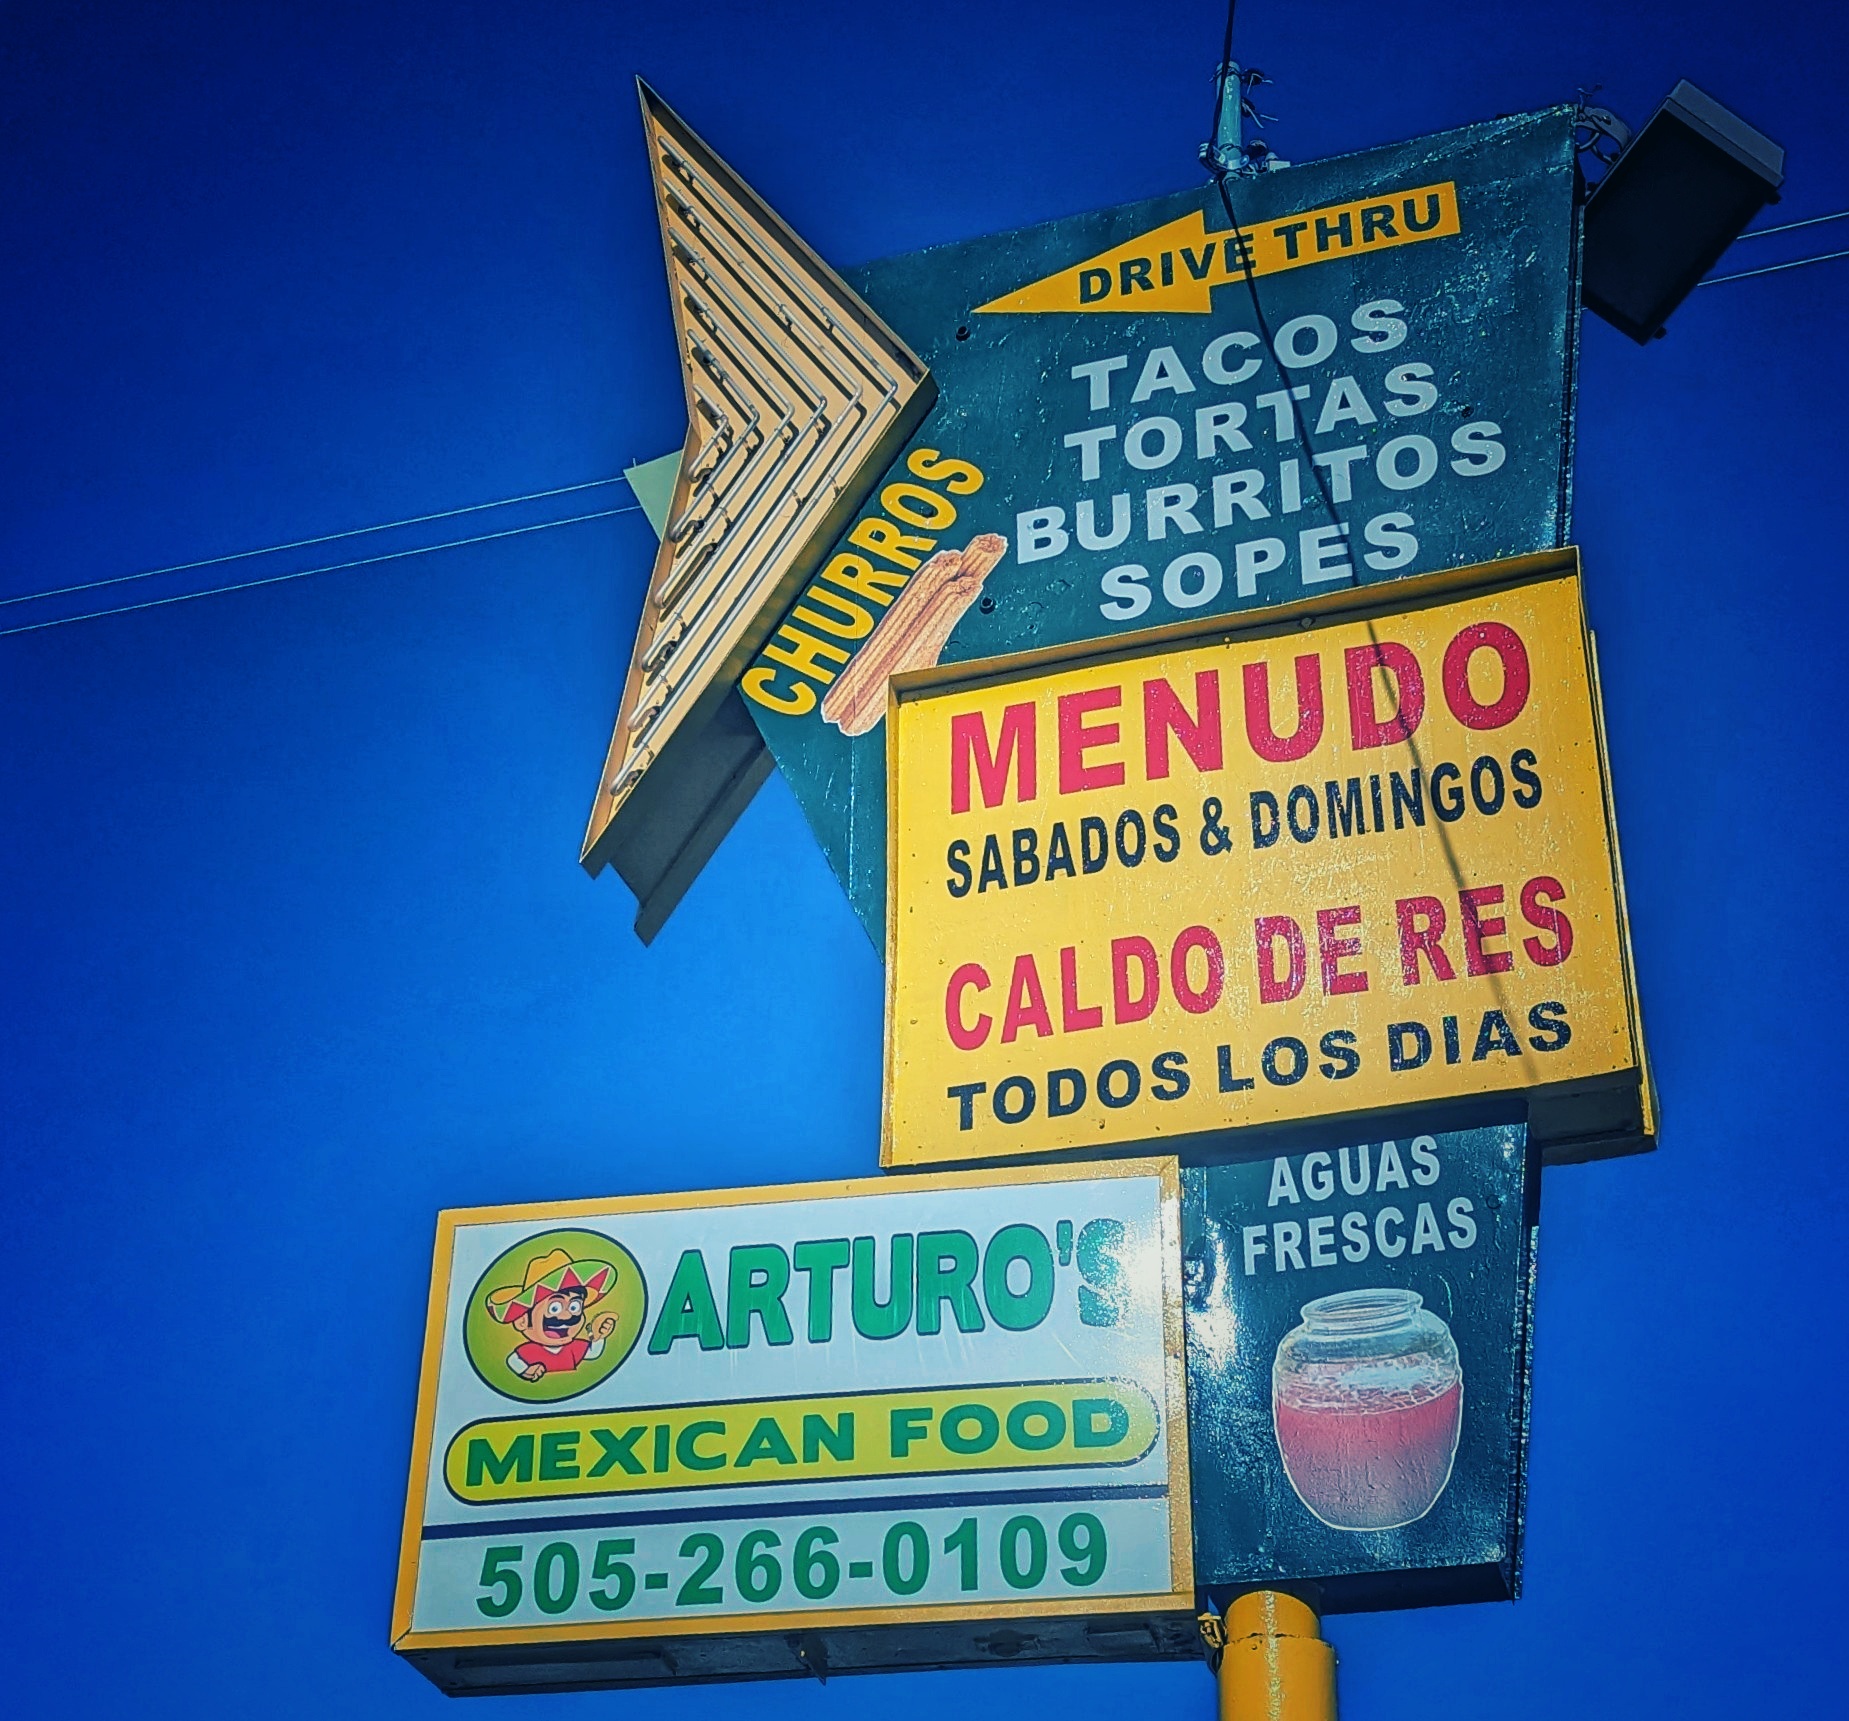 DRIVE THRU
TACOS
TORTAS
BURRITOS
SOPES
CHURROS
MENUDO
SABADOS & DOMINGOS
CALDO DE RES
TODOS LOS DIAS
AGUAS
FRESCAS
ARTURO'S
MEXICAN FOOD
505-266-0109